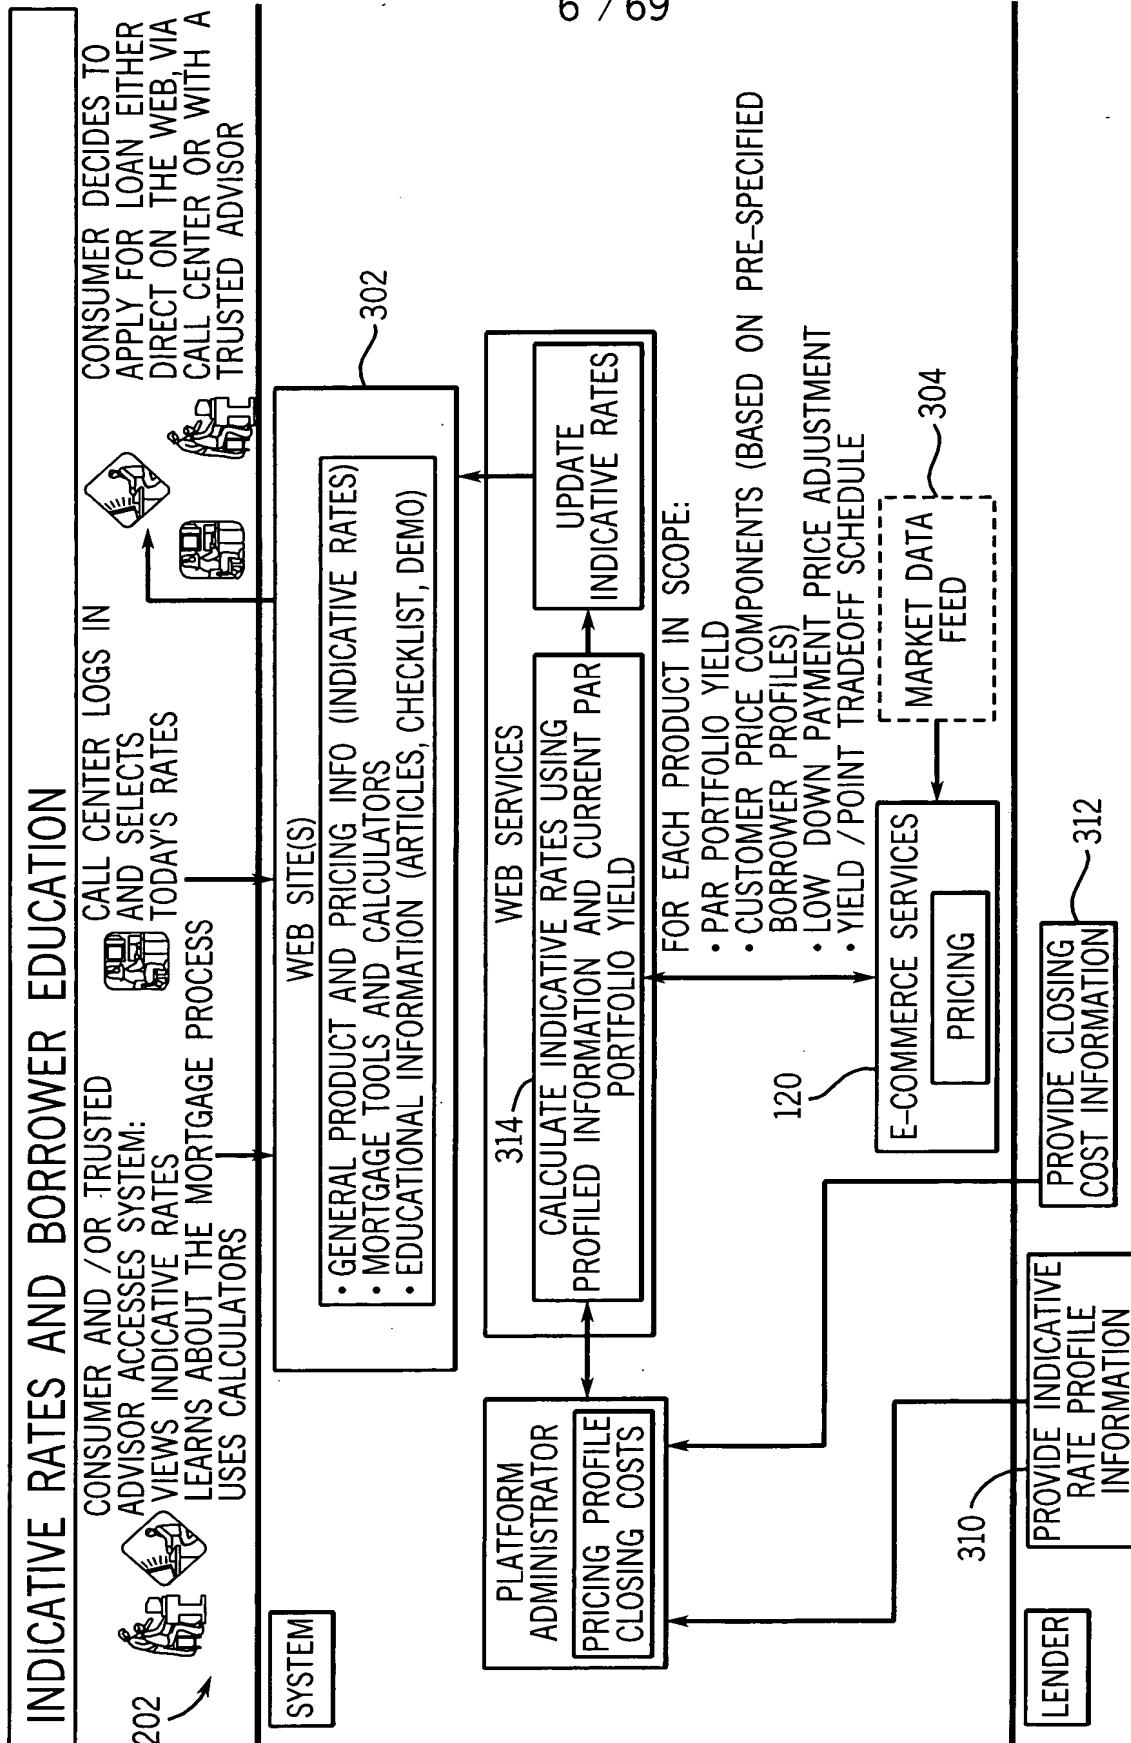 6 / 69
INDICATIVE RATES AND BORROWER EDUCATION
202
CONSUMER AND / OR TRUSTED
ADVISOR ACCESSES SYSTEM:
VIEWS INDICATIVE RATES
LEARNS ABOUT THE MORTGAGE PROCESS
USES CALCULATORS
CALL CENTER LOGS IN
AND SELECTS
TODAY'S RATES
CONSUMER DECIDES TO
APPLY FOR LOAN EITHER
DIRECT ON THE WEB, VIA
CALL CENTER OR WITH A
TRUSTED ADVISOR
SYSTEM
WEB SITE(S)
• GENERAL PRODUCT AND PRICING INFO (INDICATIVE RATES)
• MORTGAGE TOOLS AND CALCULATORS
• EDUCATIONAL INFORMATION (ARTICLES, CHECKLIST, DEMO)
302
PLATFORM
ADMINISTRATOR
PRICING PROFILE
CLOSING COSTS
WEB SERVICES
314
CALCULATE INDICATIVE RATES USING
PROFILED INFORMATION AND CURRENT PAR
PORTFOLIO YIELD
UPDATE
INDICATIVE RATES
FOR EACH PRODUCT IN SCOPE:
• PAR PORTFOLIO YIELD
• CUSTOMER PRICE COMPONENTS (BASED ON PRE-SPECIFIED
BORROWER PROFILES)
• LOW DOWN PAYMENT PRICE ADJUSTMENT
• YIELD / POINT TRADEOFF SCHEDULE
120
E-COMMERCE SERVICES
PRICING
MARKET DATA
FEED
304
LENDER
310
PROVIDE INDICATIVE
RATE PROFILE
INFORMATION
PROVIDE CLOSING
COST INFORMATION
312